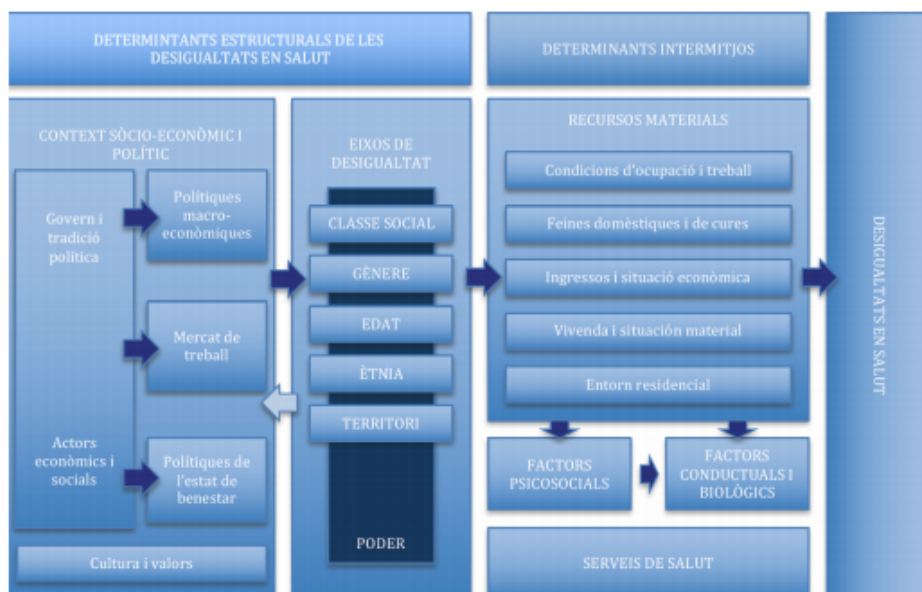 DETERMINTANTS ESTRUCTURALS DE LES
DESIGUALTATS EN SALUT
DETERMINANTS INTERMITJOS
CONTEXT SÒCIO-ECONÒMIC I
POLÍTIC
Govern i
tradició
política
Actors
econòmics i
socials
Polítiques
macro-
econòmiques
Mercat de
treball
Polítiques de
l'estat de
benestar
Cultura i valors
EIXOS DE
DESIGUALTAT
CLASSE SOCIAL
GÈNERE
EDAT
ÈTNIA
TERRITORI
PODER
RECURSOS MATERIALS
Condicions d'ocupació i treball
Feines domèstiques i de cures
Ingressos i situació econòmica
Vivenda i situación material
Entorn residencial
FACTORS
PSICOSOCIALS
FACTORS
CONDUCTUALS I
BIOLÒGICS
SERVEIS DE SALUT
DESIGUALTATS EN SALUT